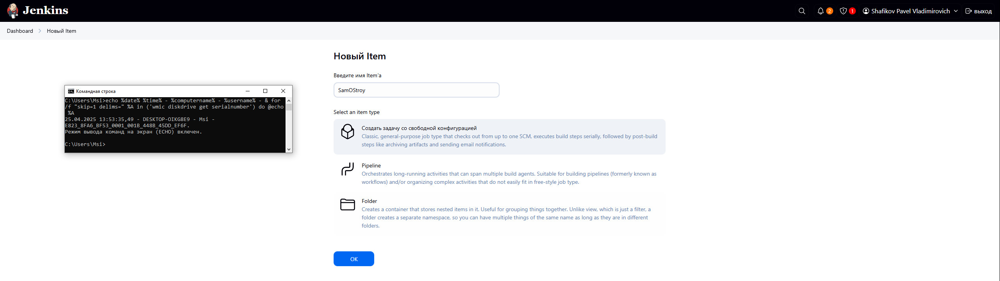 Jenkins
2
1
Shafikov Pavel Vladimirovich
выход
Dashboard
Новый Item
Новый Item
Введите имя Item'а
SamOStroy
Командная строка
C:\Users\Msi>echo %date% %time% - %computername% - %username% - & for
/f "skip=1 delims=" %A in ('wmic diskdrive get serialnumber') do @echo
%A
25.04.2025 13:53:35,49 - DESKTOP-OIKG8E9 - Msi -
E823_8FA6_BF53_0001_001B_448B_45DD_EF6F.
Режим вывода команд на экран (ECHO) включен.
C:\Users\Msi>
Select an item type
Создать задачу со свободной конфигурацией
Classic, general-purpose job type that checks out from up to one SCM, executes build steps serially, followed by post-build
steps like archiving artifacts and sending email notifications.
Pipeline
Orchestrates long-running activities that can span multiple build agents. Suitable for building pipelines (formerly known as
workflows) and/or organizing complex activities that do not easily fit in free-style job type.
Folder
Creates a container that stores nested items in it. Useful for grouping things together. Unlike view, which is just a filter, a
folder creates a separate namespace, so you can have multiple things of the same name as long as they are in different
folders.
OK